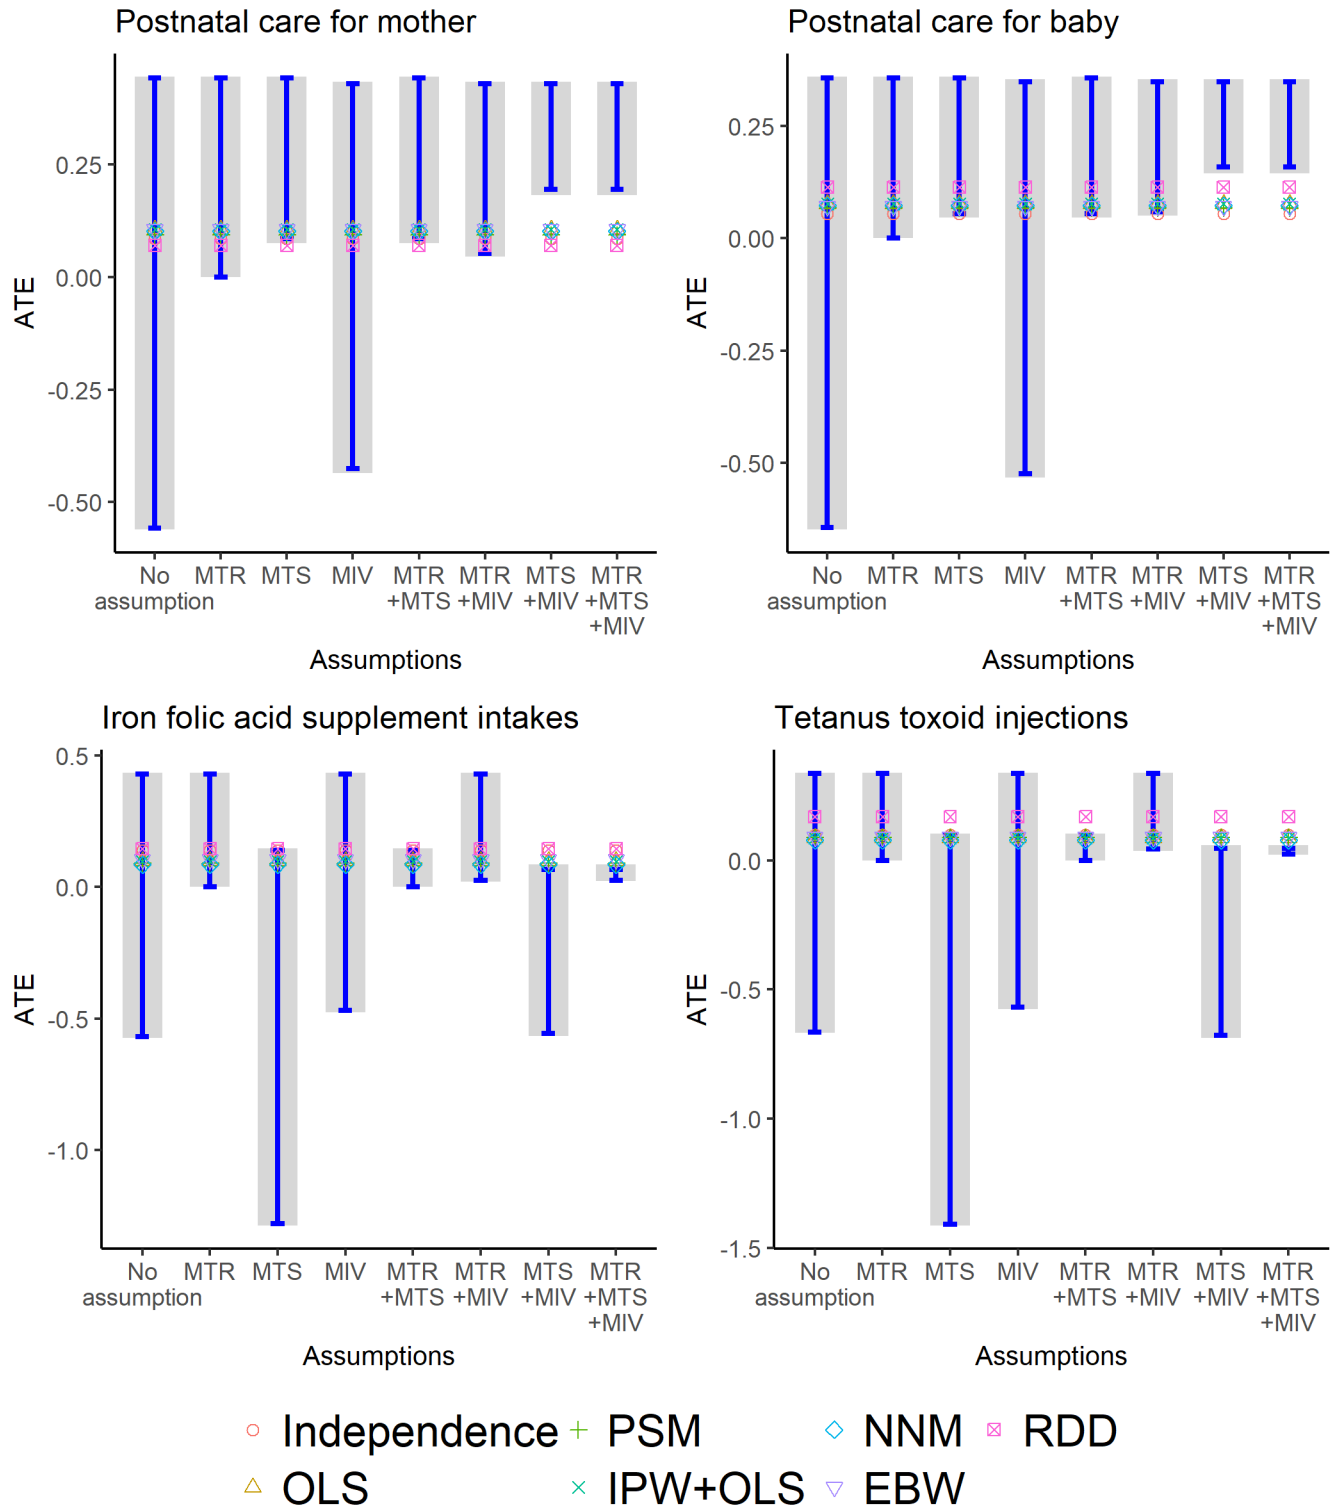 Postnatal care for mother
ATE
0.25
0.00
-0.25
-0.50
No assumption
MTR
MTS
MIV
MTR +MTS
MTR +MIV
MTS +MIV
MTR +MTS +MIV
Assumptions
Postnatal care for baby
ATE
0.25
0.00
-0.25
-0.50
No assumption
MTR
MTS
MIV
MTR +MTS
MTR +MIV
MTS +MIV
MTR +MTS +MIV
Assumptions
Iron folic acid supplement intakes
ATE
0.5
0.0
-0.5
-1.0
No assumption
MTR
MTS
MIV
MTR +MTS
MTR +MIV
MTS +MIV
MTR +MTS +MIV
Assumptions
Tetanus toxoid injections
ATE
0.0
-0.5
-1.0
-1.5
No assumption
MTR
MTS
MIV
MTR +MTS
MTR +MIV
MTS +MIV
MTR +MTS +MIV
Assumptions
Independence
PSM
NNM
RDD
OLS
IPW+OLS
EBW